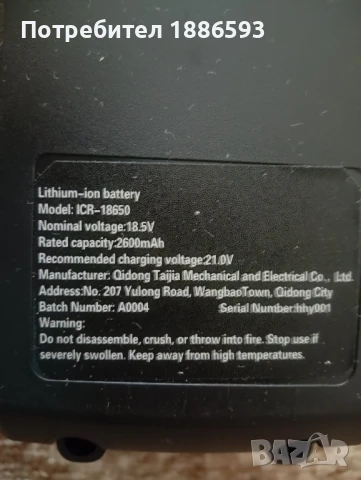 Потребител 1886593
Lithium-ion battery
Model: ICR-18650
Nominal voltage:18.5V
Rated capacity:2600mAh
Recommended charging voltage:21.0V
Manufacturer: Qidong Taijia Mechanical and Electrical Co., Ltd.
Address:No. 207 Yulong Road, WangbaoTown, Qidong City
Batch Number: A0004 Serial Number:hhy001
Warning:
Do not disassemble, crush, or throw into fire. Stop use if
severely swollen. Keep away from high temperatures.
BAZAR